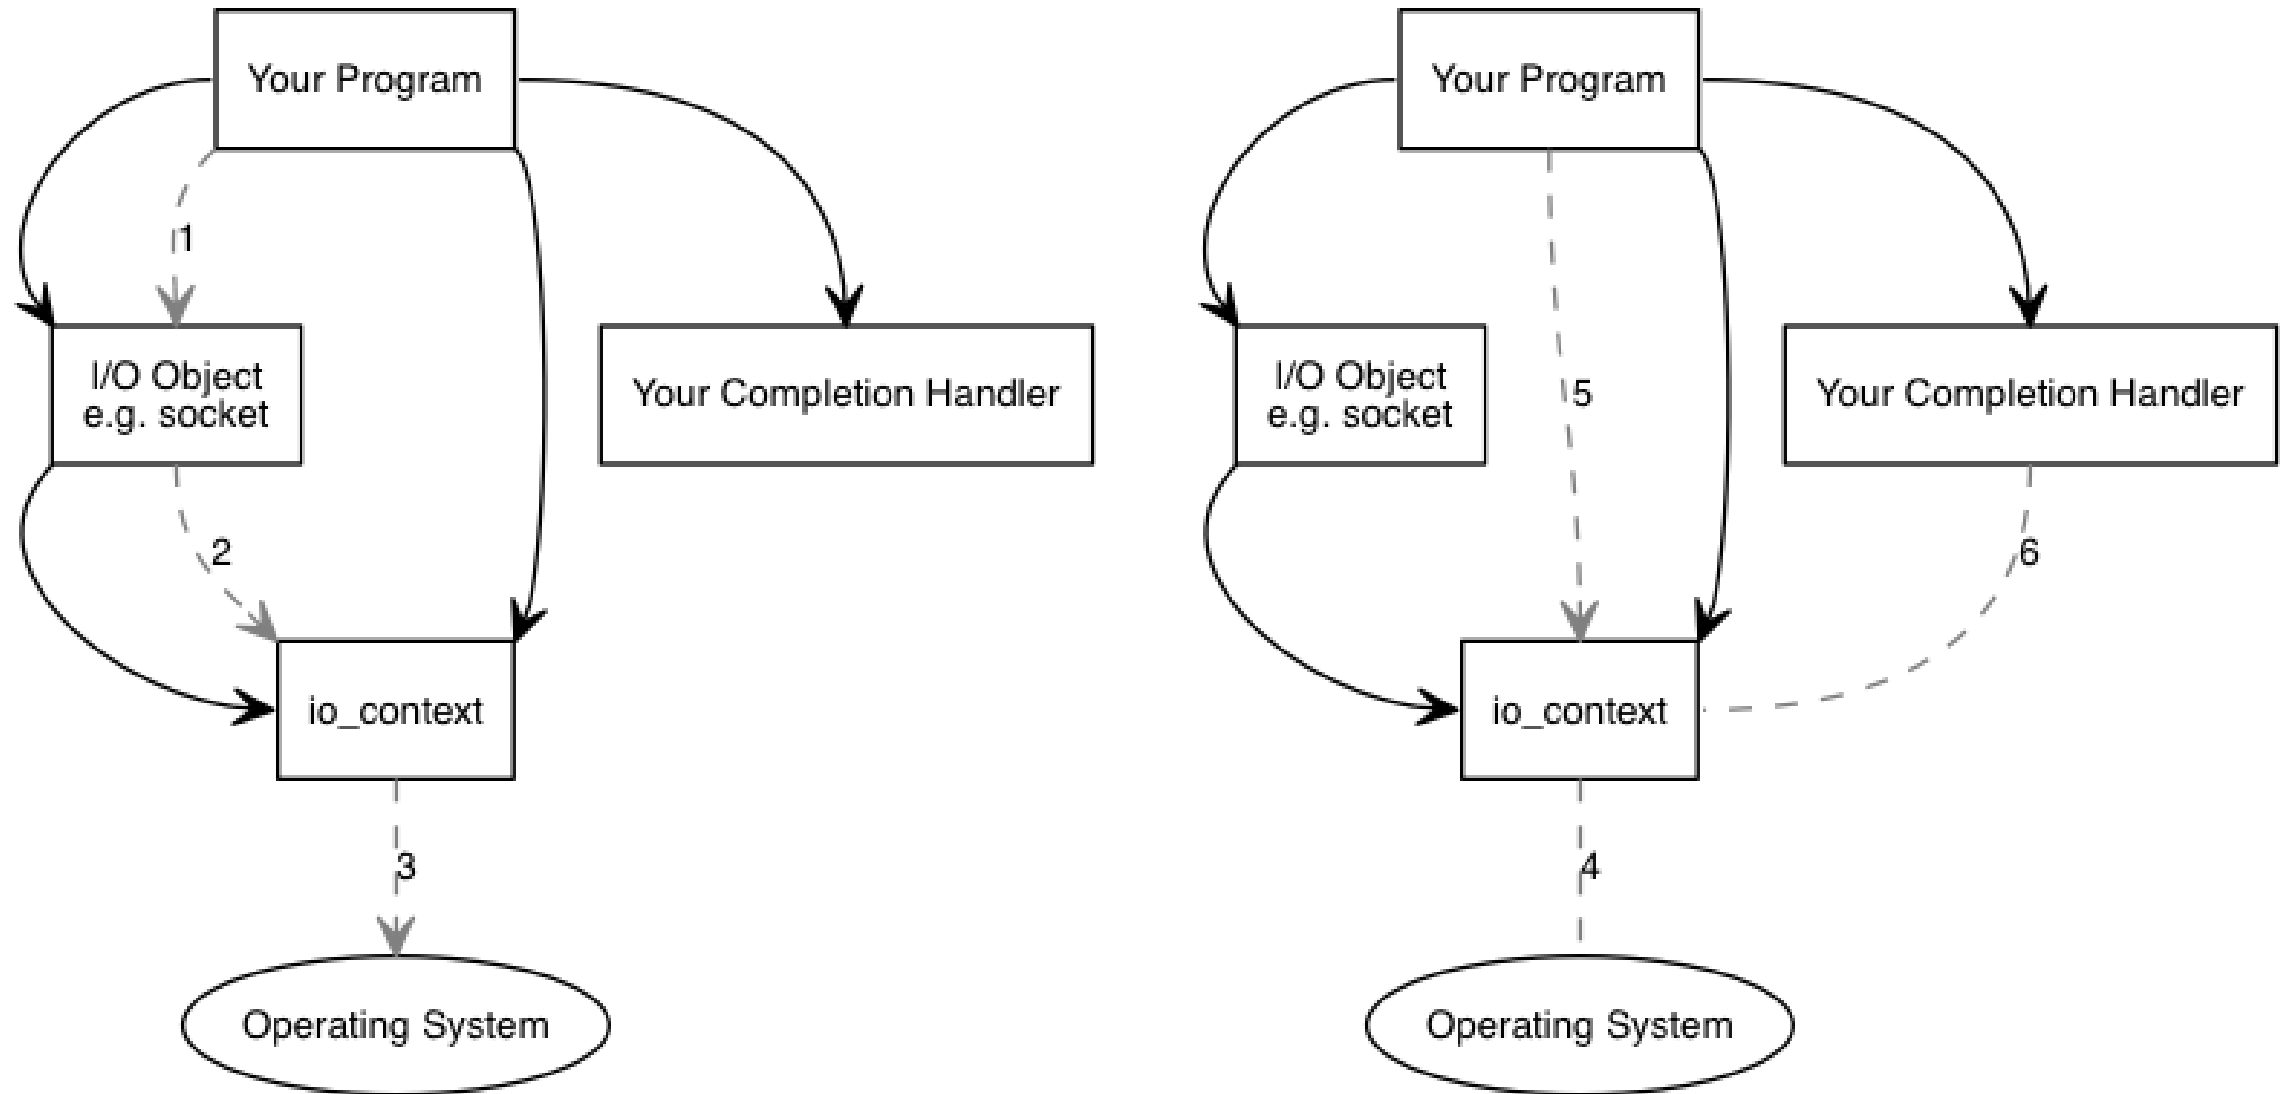 Your Program
1
I/O Object
e.g. socket
Your Completion Handler
2
io_context
3
Operating System
Your Program
I/O Object
e.g. socket
5
Your Completion Handler
6
io_context
4
Operating System